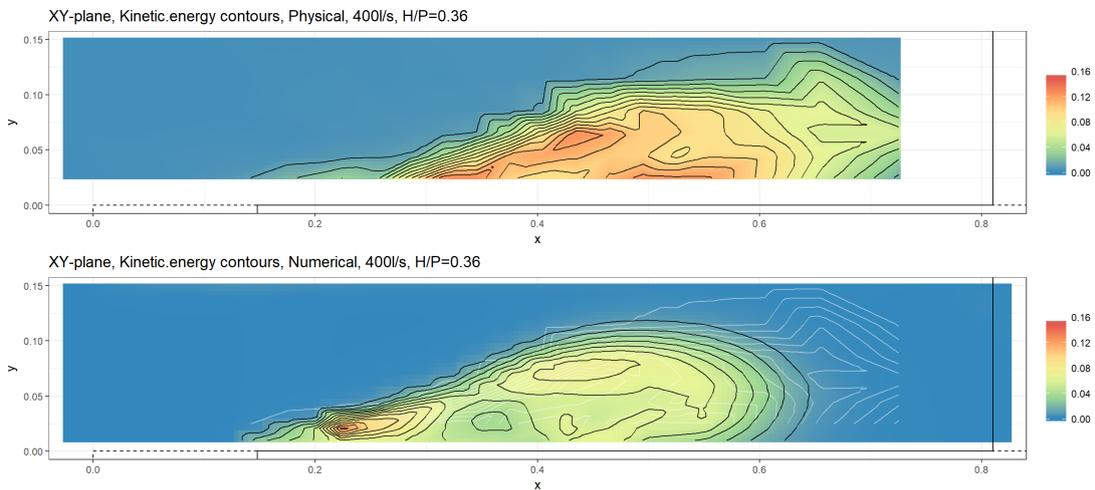 XY-plane, Kinetic.energy contours, Physical, 400l/s, H/P=0.36
0.15
0.10
0.05
0.00
y
0.0 0.2 0.4 0.6 0.8
x
0.16
0.12
0.08
0.04
0.00
XY-plane, Kinetic.energy contours, Numerical, 400l/s, H/P=0.36
0.15
0.10
0.05
0.00
y
0.0 0.2 0.4 0.6 0.8
x
0.16
0.12
0.08
0.04
0.00